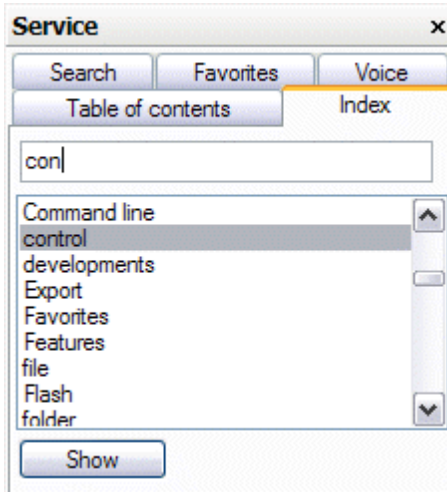 Service
Search Favorites Voice
Table of contents Index
con
Command line
control
developments
Export
Favorites
Features
file
Flash
folder
Show